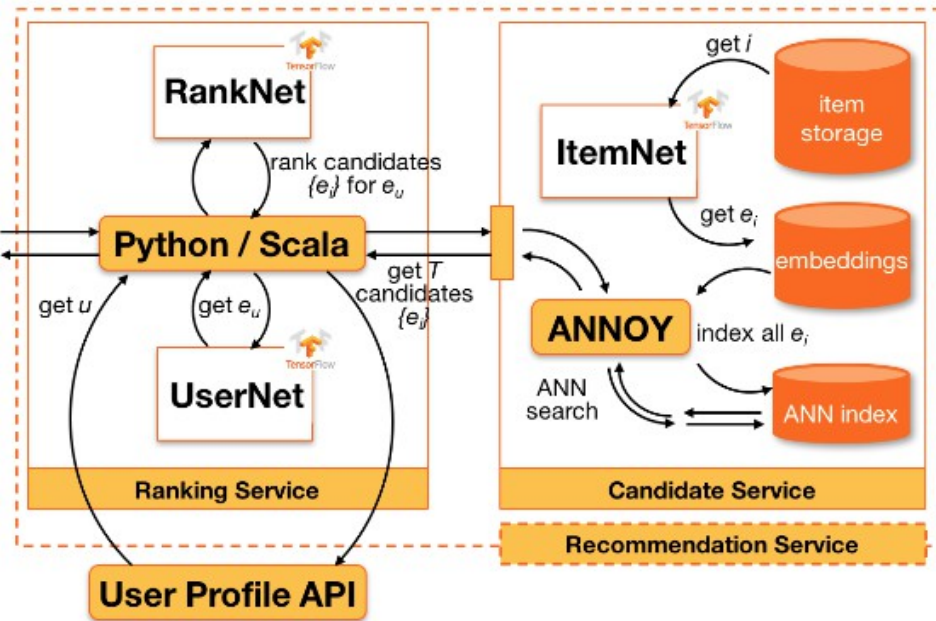 RankNet
TensorFlow
rank candidates
{eᵢ} for eᵤ
Python / Scala
get T
candidates
{eᵢ}
get u
get eᵤ
TensorFlow
UserNet
Ranking Service
User Profile API
get i
item
storage
TensorFlow
ItemNet
get eᵢ
embeddings
ANNOY
index all eᵢ
ANN
search
ANN index
Candidate Service
Recommendation Service